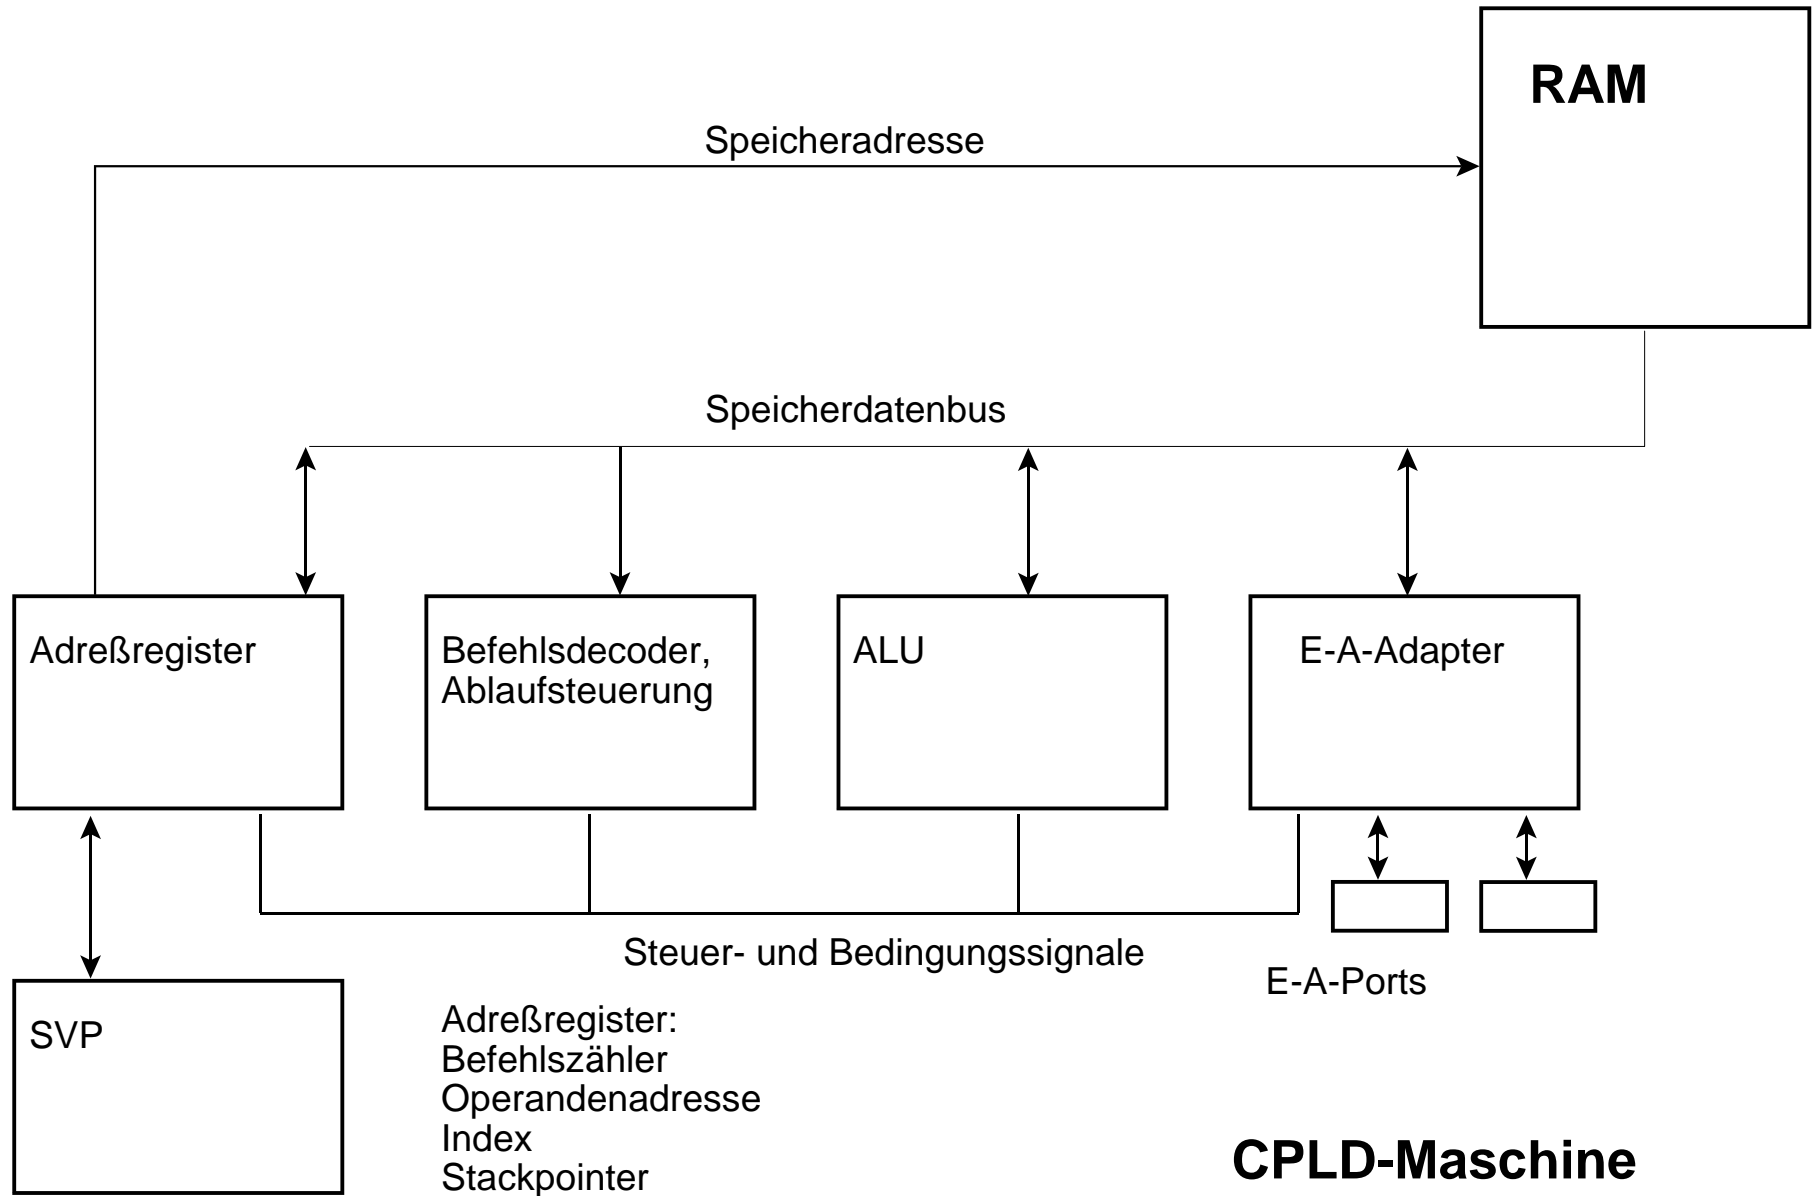 RAM
Speicheradresse
Speicherdatenbus
Adreßregister
Befehlsdecoder,
Ablaufsteuerung
ALU
E-A-Adapter
Steuer- und Bedingungssignale
E-A-Ports
SVP
Adreßregister:
Befehlszähler
Operandenadresse
Index
Stackpointer
CPLD-Maschine